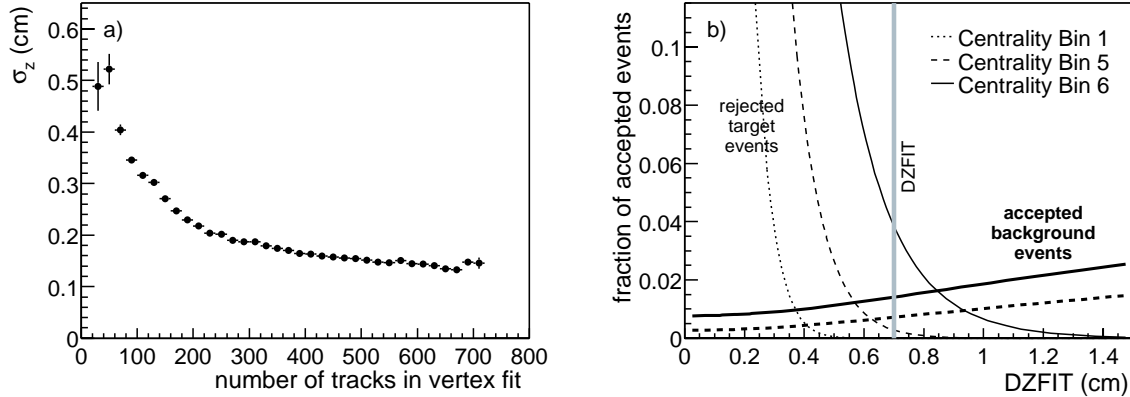 a)
σz (cm)
0.6
0.5
0.4
0.3
0.2
0.1
0
0 100 200 300 400 500 600 700 800
number of tracks in vertex fit
b)
fraction of accepted events
0.1
0.08
0.06
0.04
0.02
0
0 0.2 0.4 0.6 0.8 1 1.2 1.4
DZFIT (cm)
Centrality Bin 1
Centrality Bin 5
Centrality Bin 6
rejected
target
events
DZFIT
accepted
background
events